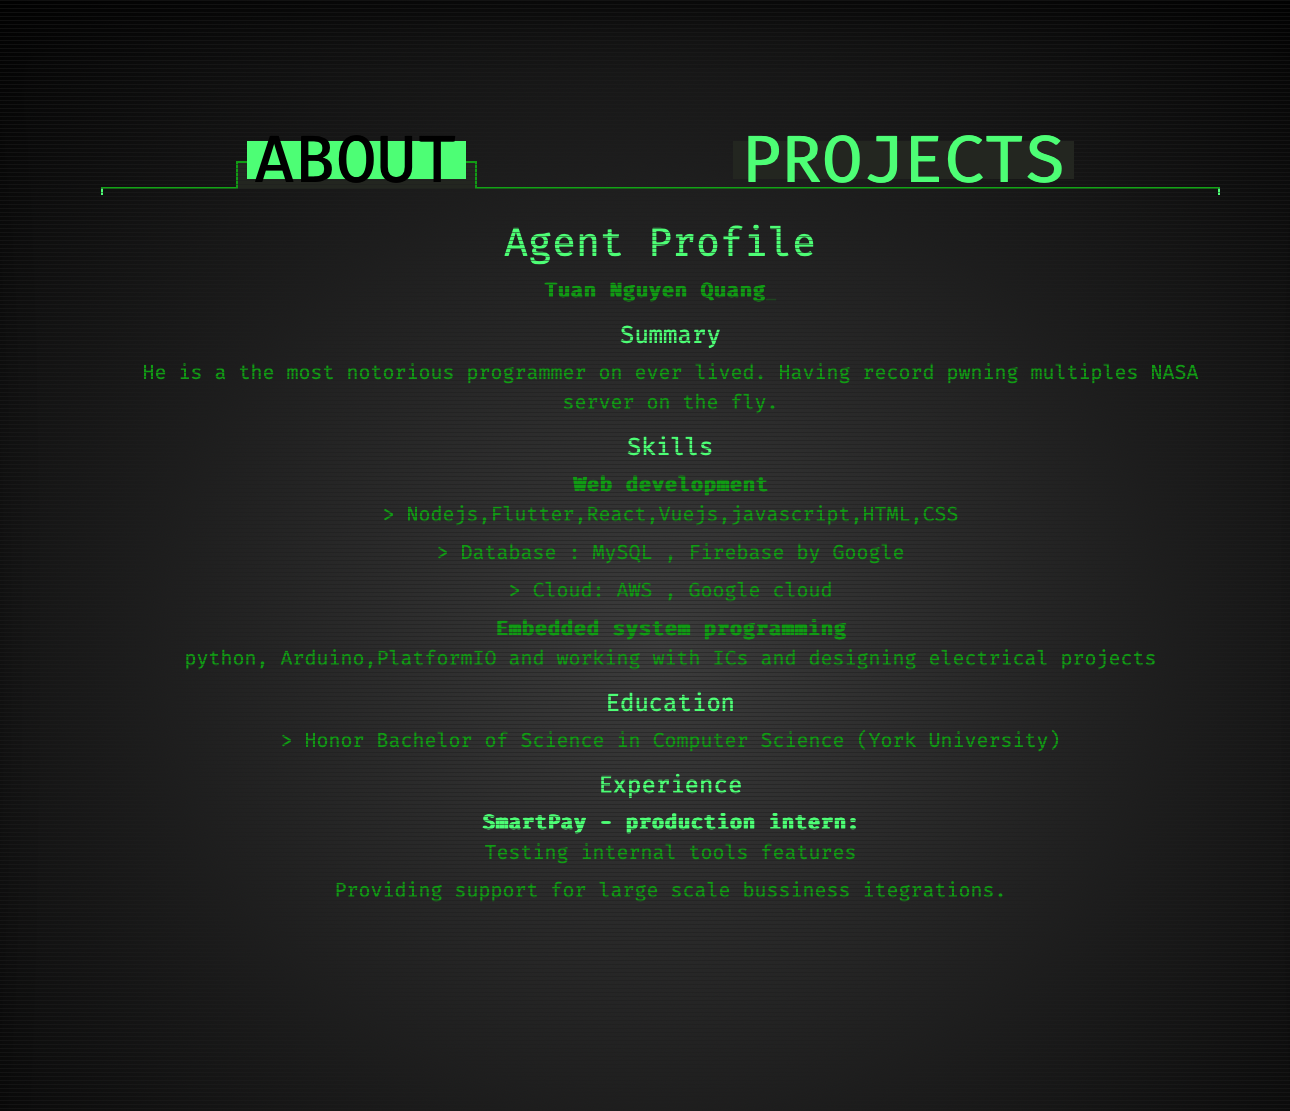 ABOUT PROJECTS
Agent Profile
Tuan Nguyen Quang_
Summary
He is a the most notorious programmer on ever lived. Having record pwning multiples NASA
server on the fly.
Skills
Web development
> Nodejs,Flutter,React,Vuejs,javascript,HTML,CSS
> Database : MySQL , Firebase by Google
> Cloud: AWS , Google cloud
Embedded system programming
python, Arduino,PlatformIO and working with ICs and designing electrical projects
Education
> Honor Bachelor of Science in Computer Science (York University)
Experience
SmartPay - production intern:
Testing internal tools features
Providing support for large scale bussiness itegrations.